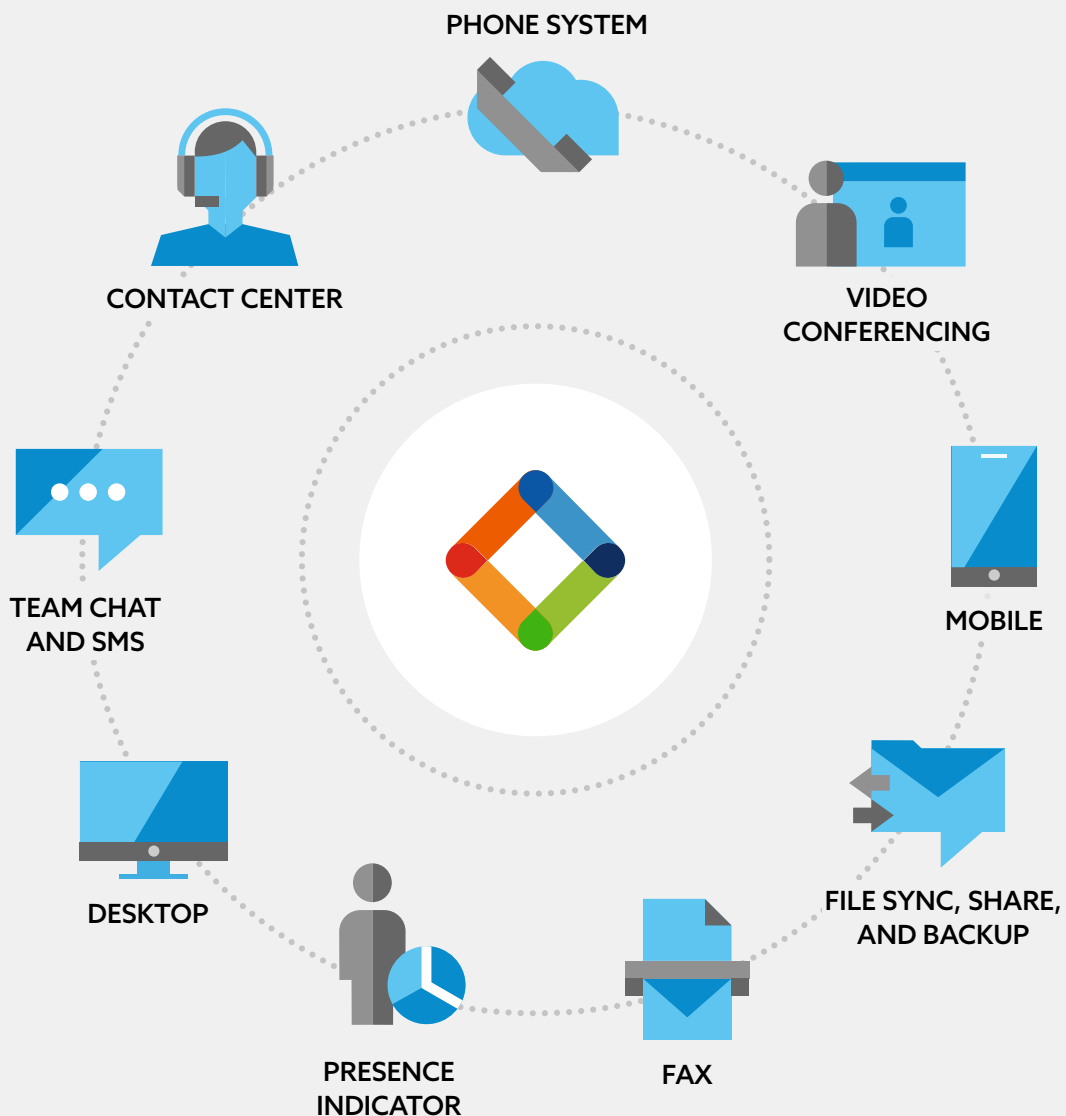 PHONE SYSTEM
CONTACT CENTER
VIDEO
CONFERENCING
TEAM CHAT
AND SMS
MOBILE
DESKTOP
FILE SYNC, SHARE,
AND BACKUP
PRESENCE
INDICATOR
FAX